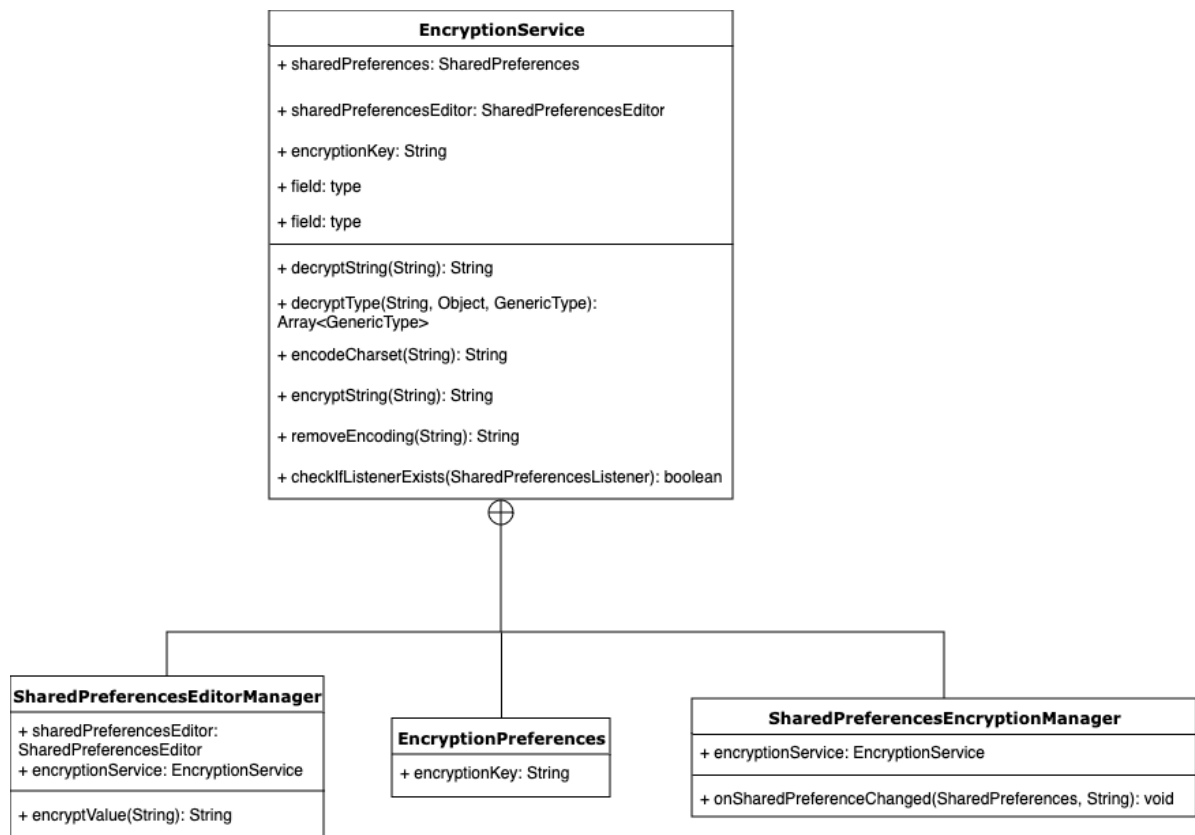 EncryptionService
+ sharedPreferences: SharedPreferences
+ sharedPreferencesEditor: SharedPreferencesEditor
+ encryptionKey: String
+ field: type
+ field: type
+ decryptString(String): String
+ decryptType(String, Object, GenericType):
Array<GenericType>
+ encodeCharset(String): String
+ encryptString(String): String
+ removeEncoding(String): String
+ checkIfListenerExists(SharedPreferencesListener): boolean
SharedPreferencesEditorManager
+ sharedPreferencesEditor:
SharedPreferencesEditor
+ encryptionService: EncryptionService
+ encryptValue(String): String
EncryptionPreferences
+ encryptionKey: String
SharedPreferencesEncryptionManager
+ encryptionService: EncryptionService
+ onSharedPreferenceChanged(SharedPreferences, String): void